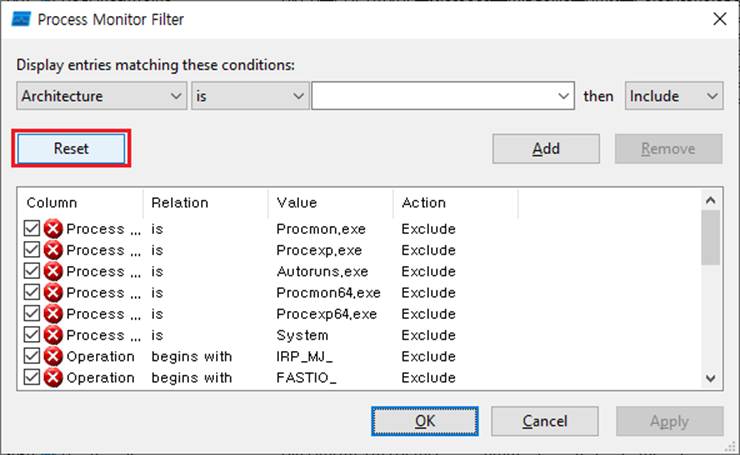 Process Monitor Filter
Display entries matching these conditions:
Architecture is then Include
Reset Add Remove
Column Relation Value Action
Process ... is Procmon.exe Exclude
Process ... is Procexp.exe Exclude
Process ... is Autoruns.exe Exclude
Process ... is Procmon64.exe Exclude
Process ... is Procexp64.exe Exclude
Process ... is System Exclude
Operation begins with IRP_MJ_ Exclude
Operation begins with FASTIO_ Exclude
OK Cancel Apply